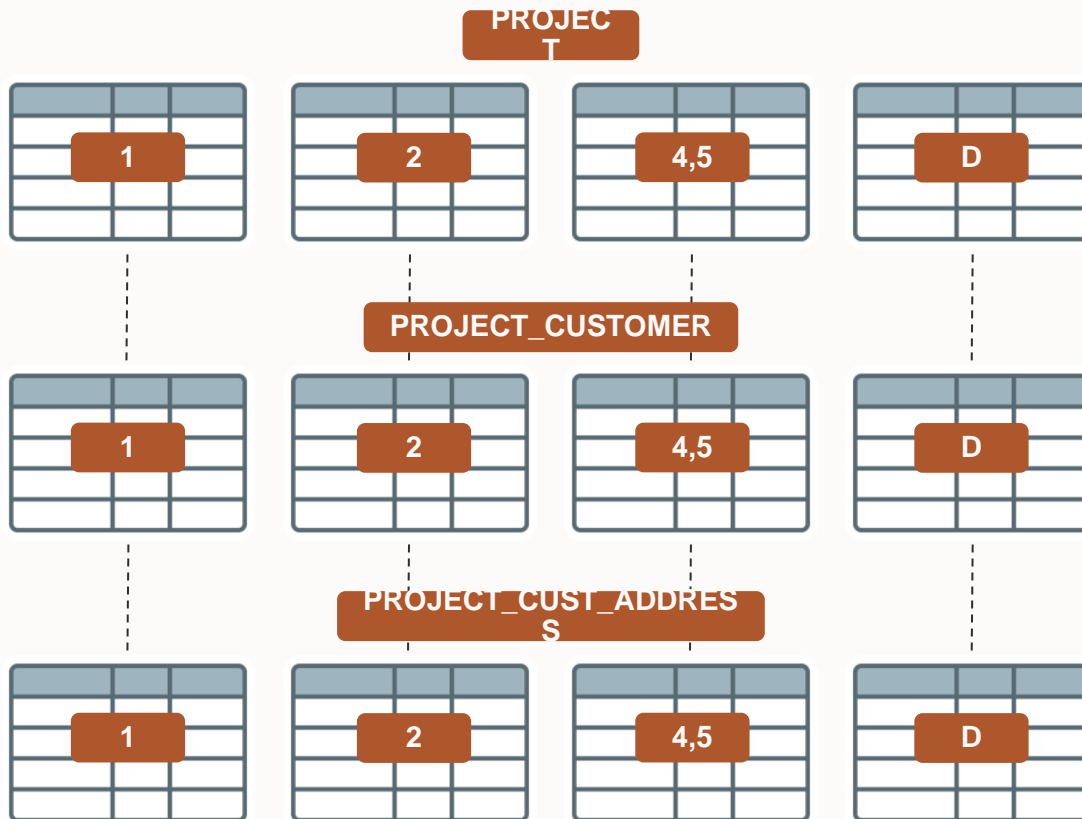 PROJEC
T
1 2 4,5 D
PROJECT_CUSTOMER
1 2 4,5 D
PROJECT_CUST_ADDRES
S
1 2 4,5 D